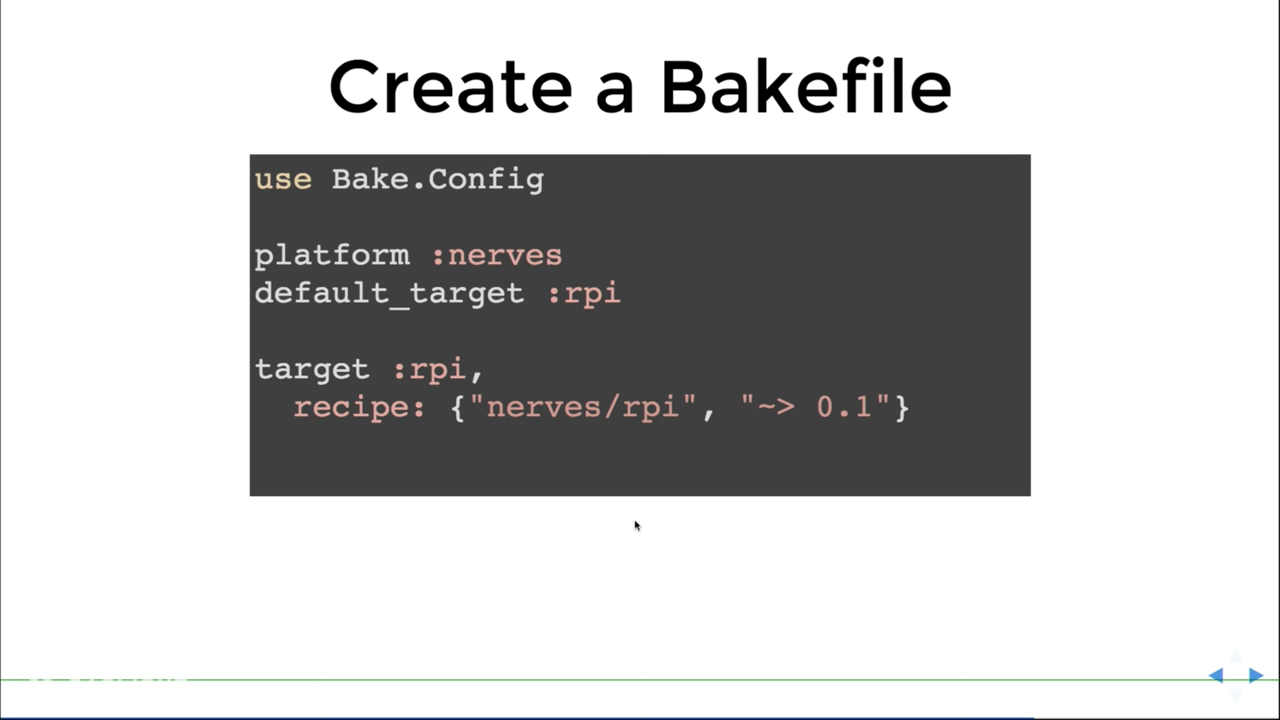 Create a Bakefile
use Bake.Config
platform :nerves
default_target :rpi
target :rpi,
recipe: {"nerves/rpi", "~> 0.1"}